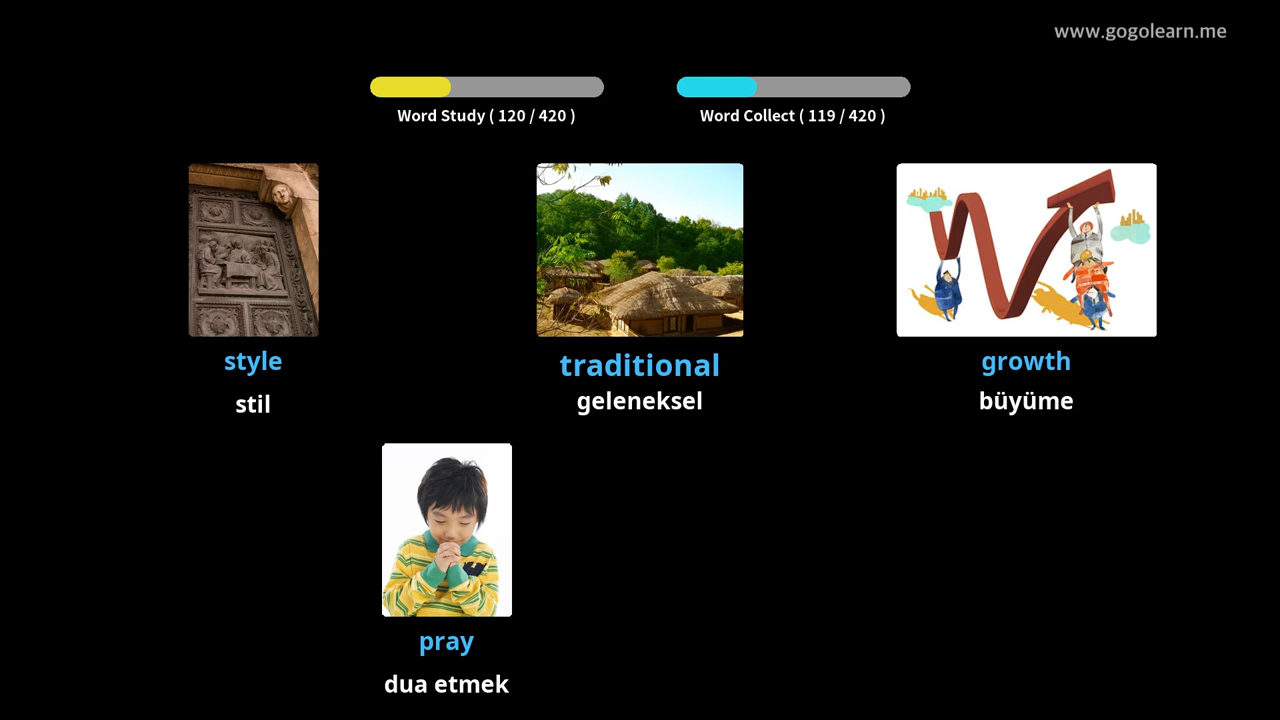 www.gogolearn.me
Word Study ( 120 / 420 )
Word Collect ( 119 / 420 )
style
traditional
growth
stil
geleneksel
büyüme
pray
dua etmek